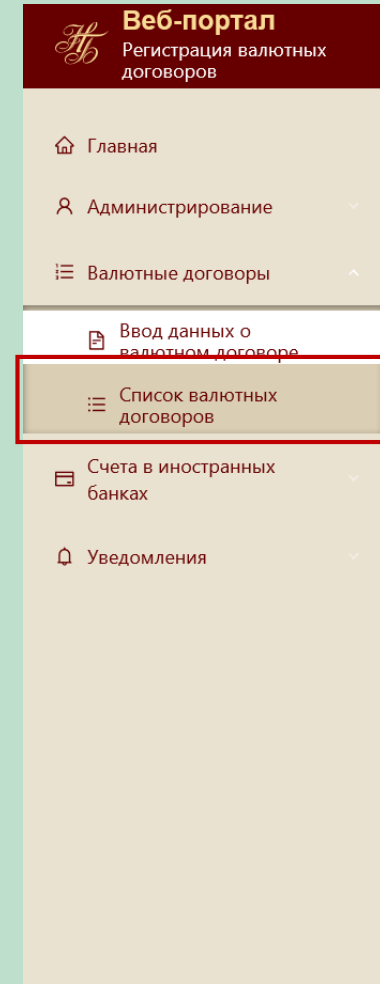 Веб-портал
Регистрация валютных
договоров
Главная
Администрирование
Валютные договоры
Ввод данных о
валютном договоре
Список валютных
договоров
Счета в иностранных
банках
Уведомления